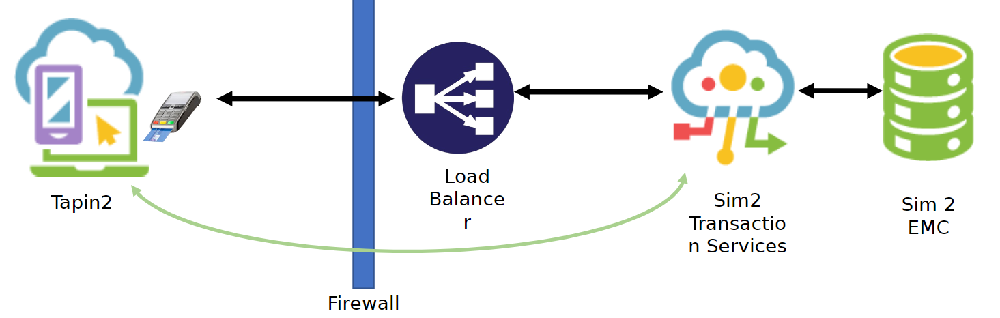 Tapin2
Load
Balance
r
Sim2
Transactio
n Services
Sim 2
EMC
Firewall